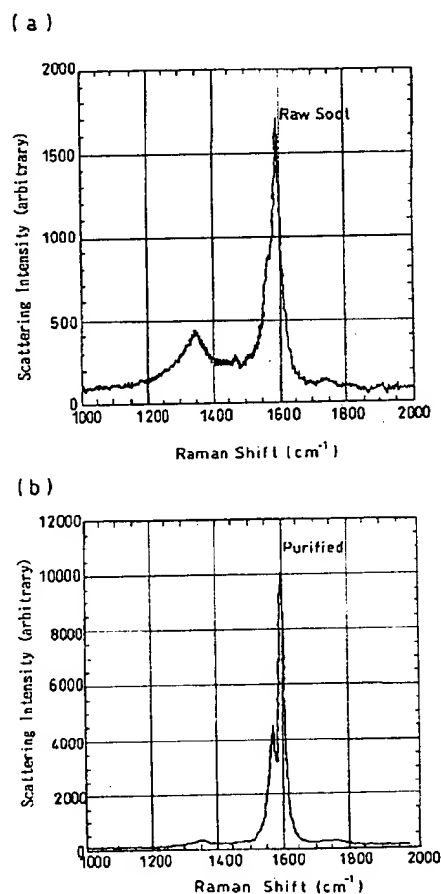 (a)
2000
1500
1000
500
0
Scattering Intensity (arbitrary)
Raw Soot
1000 1200 1400 1600 1800 2000
Raman Shift (cm⁻¹)
(b)
12000
10000
8000
6000
4000
2000
0
Scattering Intensity (arbitrary)
Purified
1000 1200 1400 1600 1800 2000
Raman Shift (cm⁻¹)